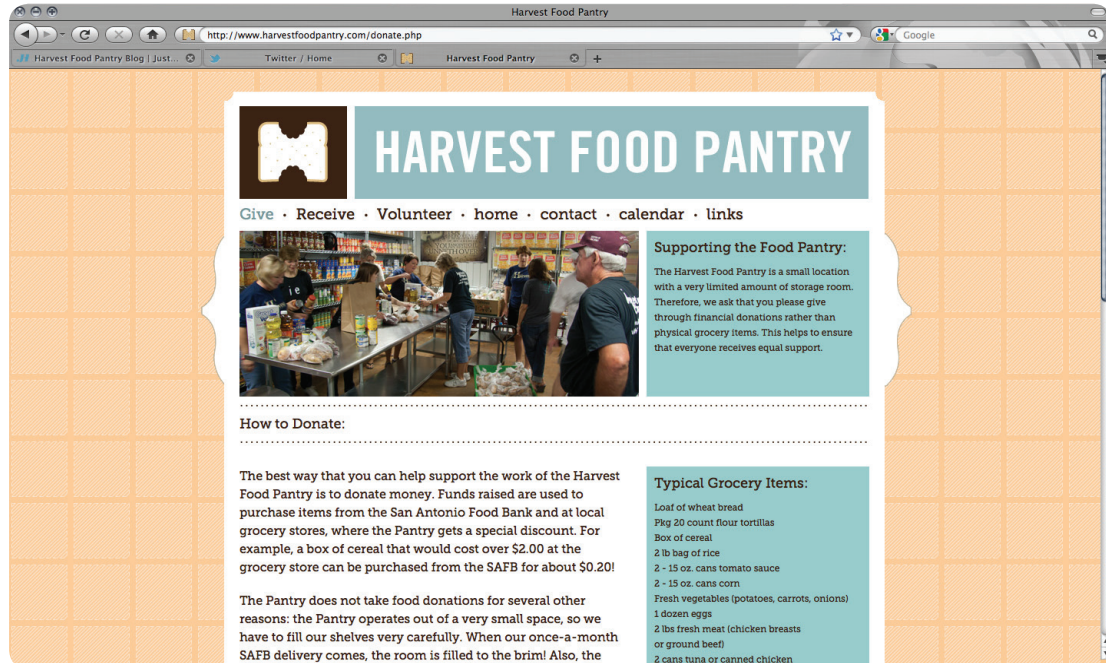 Harvest Food Pantry
http://www.harvestfoodpantry.com/donate.php
Google
Harvest Food Pantry Blog | Just...
Twitter / Home
Harvest Food Pantry
HARVEST FOOD PANTRY
Give · Receive · Volunteer · home · contact · calendar · links
Supporting the Food Pantry:
The Harvest Food Pantry is a small location
with a very limited amount of storage room.
Therefore, we ask that you please give
through financial donations rather than
physical grocery items. This helps to ensure
that everyone receives equal support.
How to Donate:
The best way that you can help support the work of the Harvest
Food Pantry is to donate money. Funds raised are used to
purchase items from the San Antonio Food Bank and at local
grocery stores, where the Pantry gets a special discount. For
example, a box of cereal that would cost over $2.00 at the
grocery store can be purchased from the SAFB for about $0.20!
The Pantry does not take food donations for several other
reasons: the Pantry operates out of a very small space, so we
have to fill our shelves very carefully. When our once-a-month
SAFB delivery comes, the room is filled to the brim! Also, the
Typical Grocery Items:
Loaf of wheat bread
Pkg 20 count flour tortillas
Box of cereal
2 lb bag of rice
2 - 15 oz. cans tomato sauce
2 - 15 oz. cans corn
Fresh vegetables (potatoes, carrots, onions)
1 dozen eggs
2 lbs fresh meat (chicken breasts
or ground beef)
2 cans tuna or canned chicken